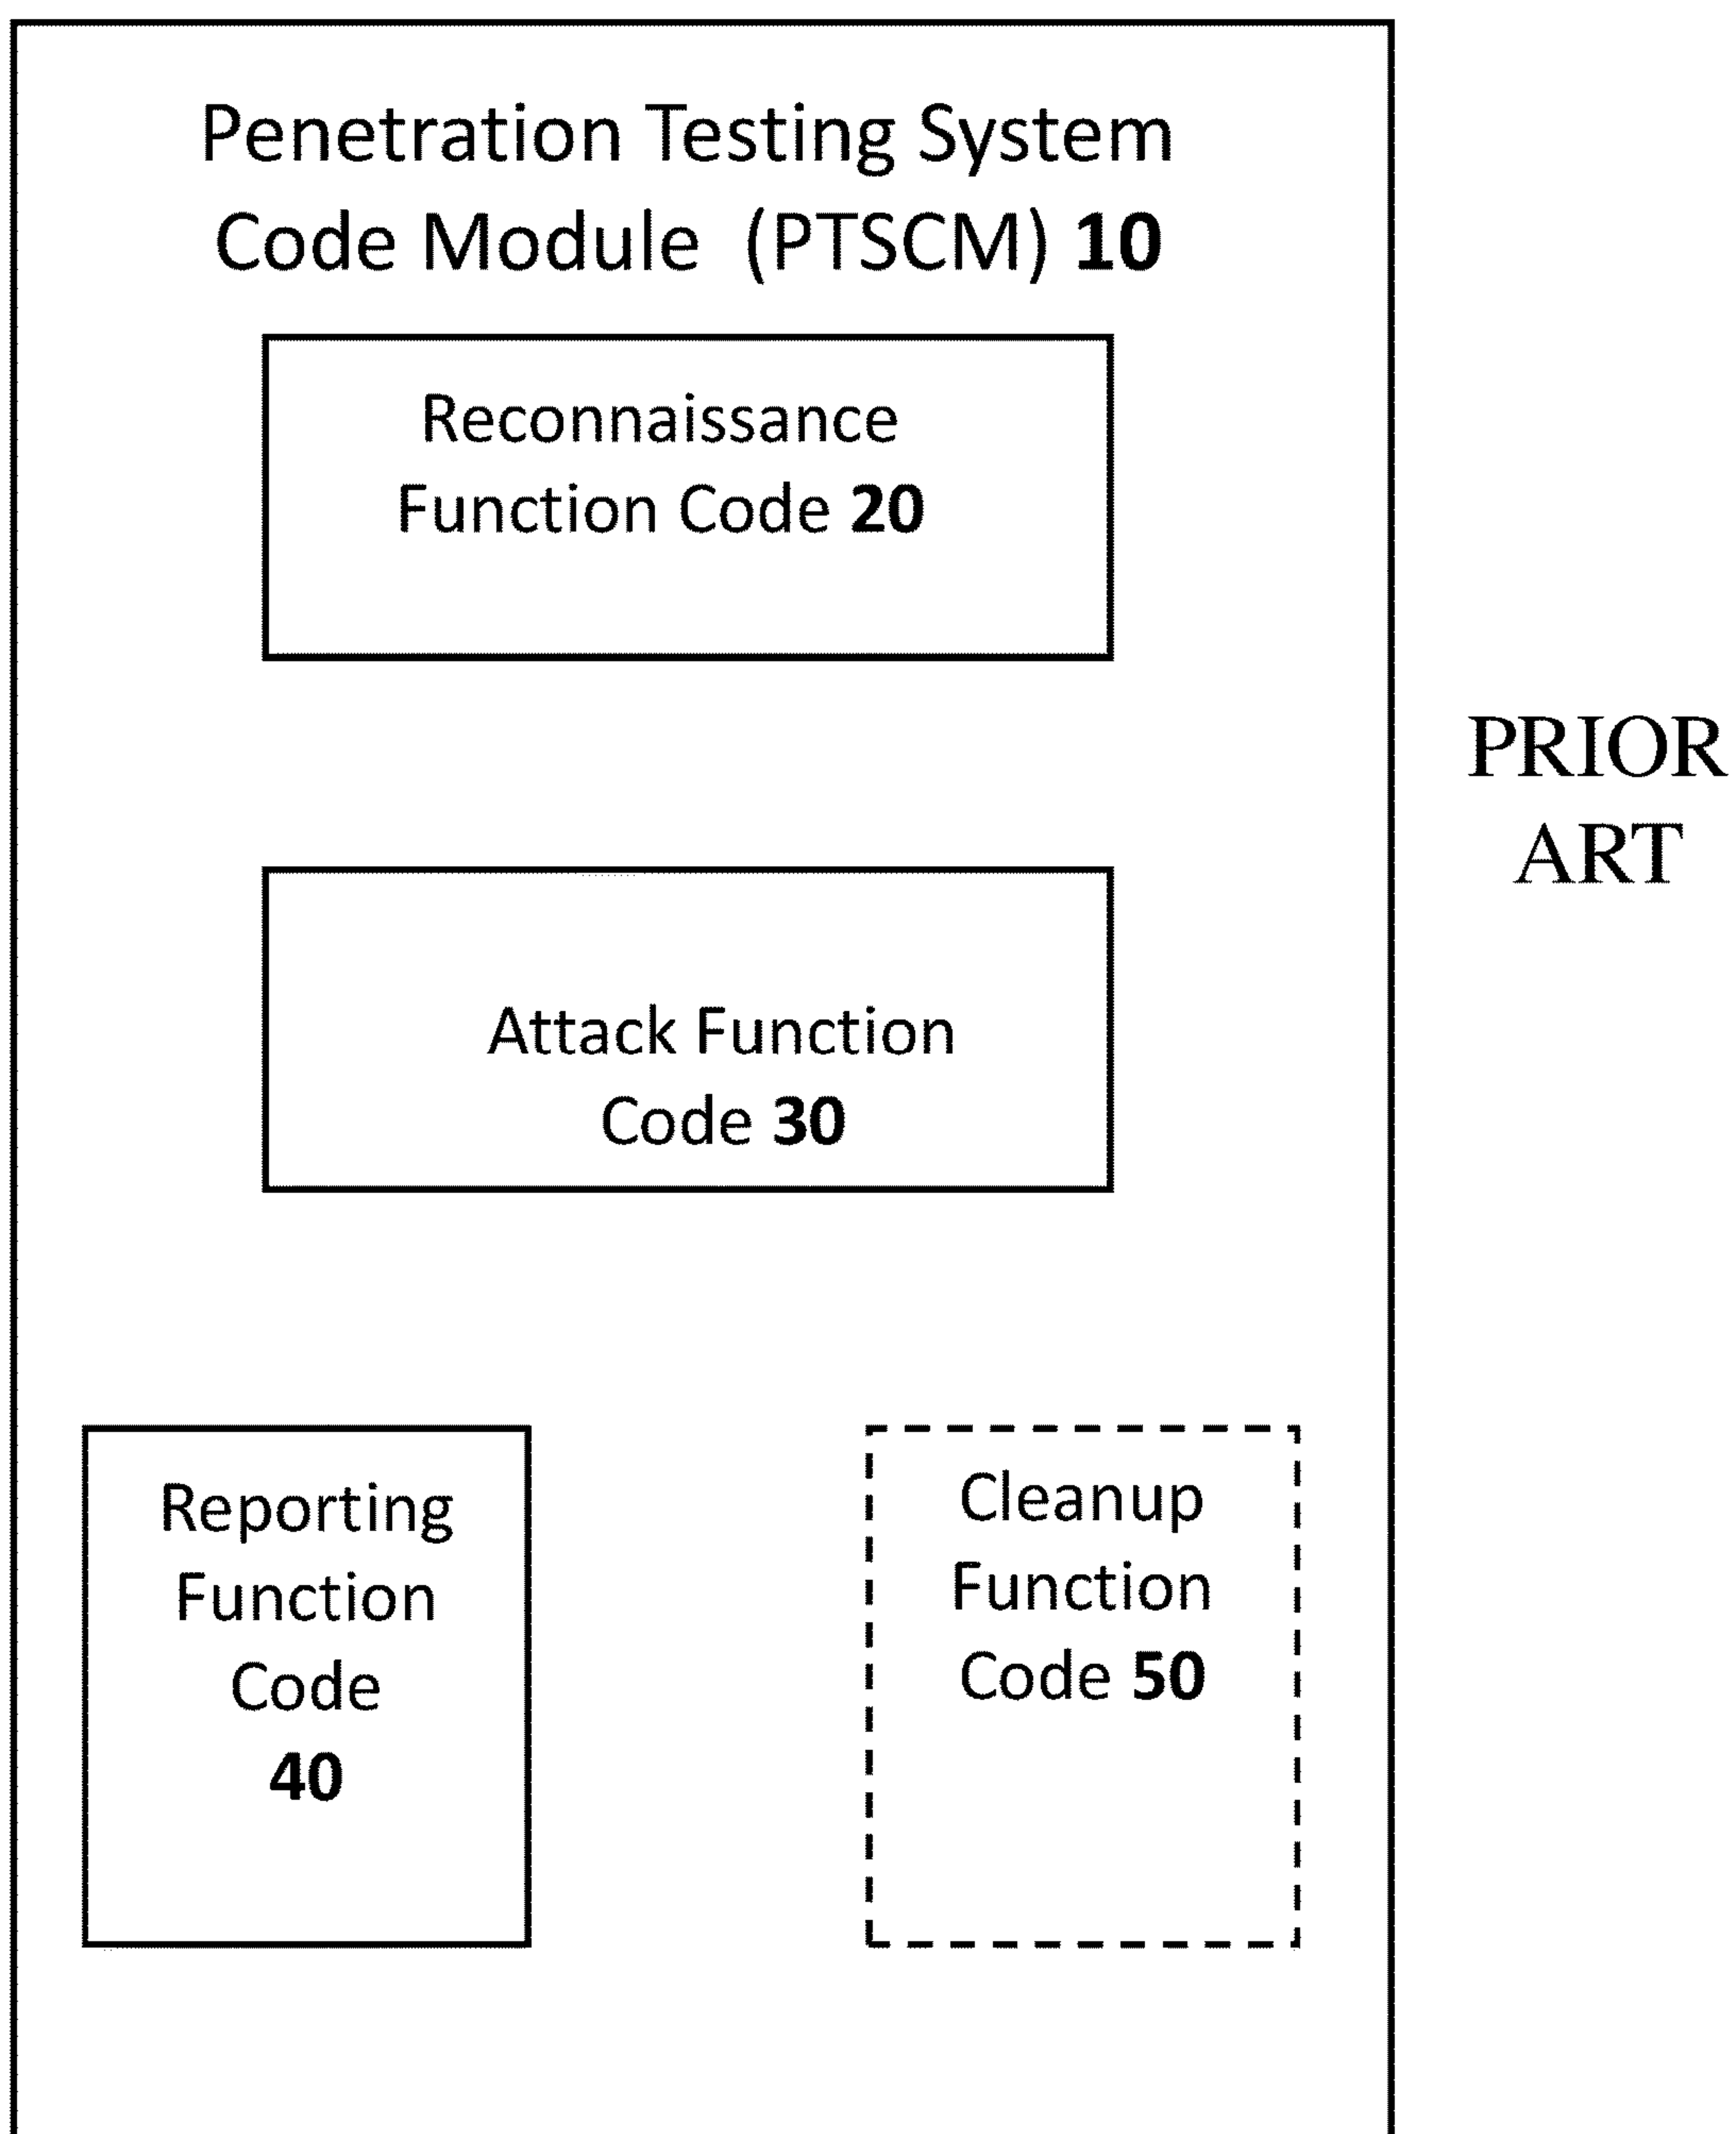 Penetration Testing System
Code Module (PTSCM) 10
Reconnaissance
Function Code 20
PRIOR
ART
Attack Function
Code 30
Reporting
Function
Code
40
Cleanup
Function
Code 50